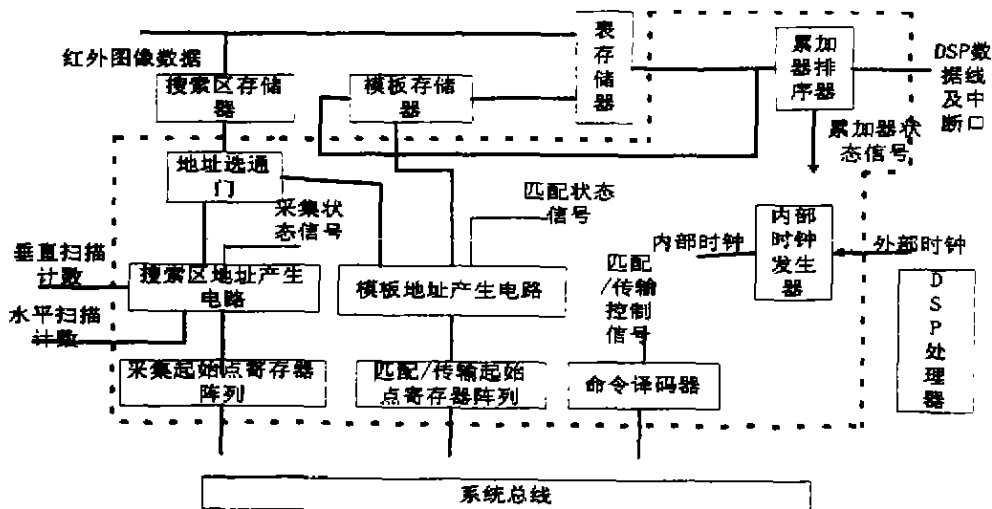 红外图像数据
搜索区存储
器
模板存储
器
表
存
储
器
累加
器排
序器
DSP数
据线
及中
断口
累加器状
态信号
地址选通
门
采集状
态信号
匹配状态
信号
内部时钟
内部
时钟
发生
器
外部时钟
垂直扫描
计数
搜索区地址产生
电路
模板地址产生电路
匹配
/传输
控制
信号
水平扫描
计数
采集起始点寄存器
阵列
匹配/传输起始
点寄存器阵列
命令译码器
D
S
P
处
理
器
系统总线